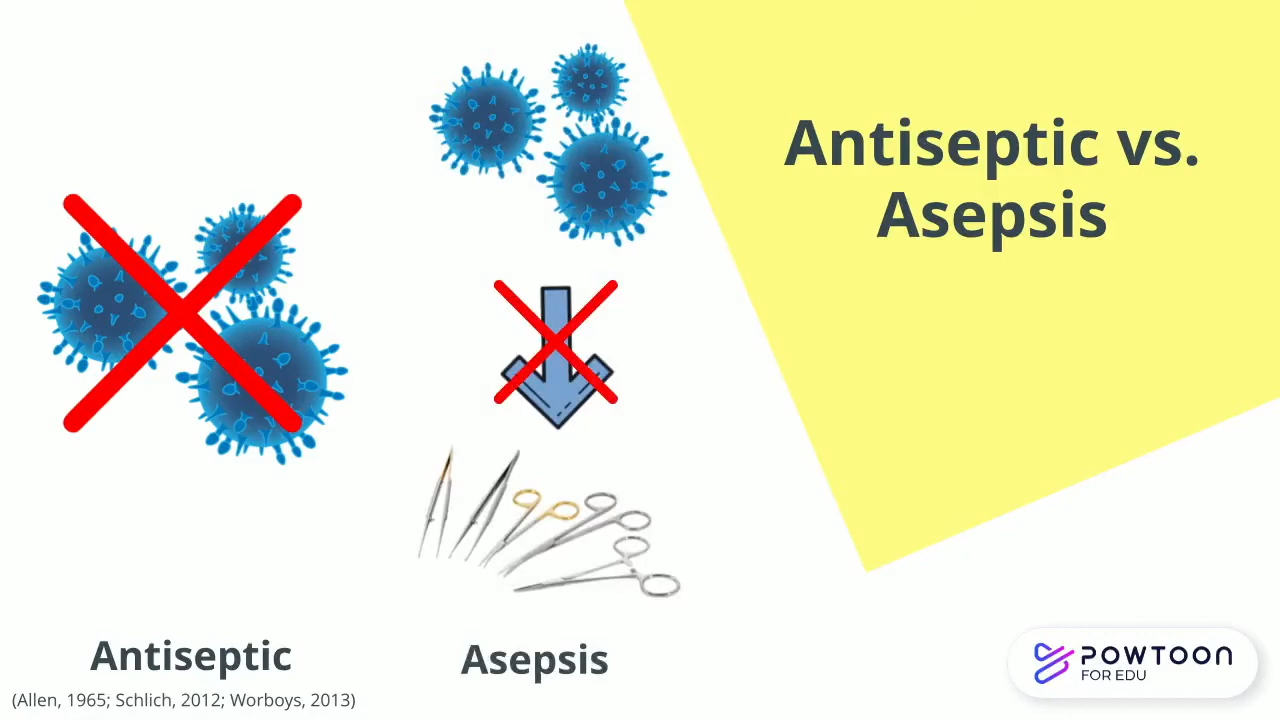 Antiseptic vs.
Asepsis
Antiseptic
Asepsis
(Allen, 1965; Schlich, 2012; Worboys, 2013)
POWTOON
FOR EDU